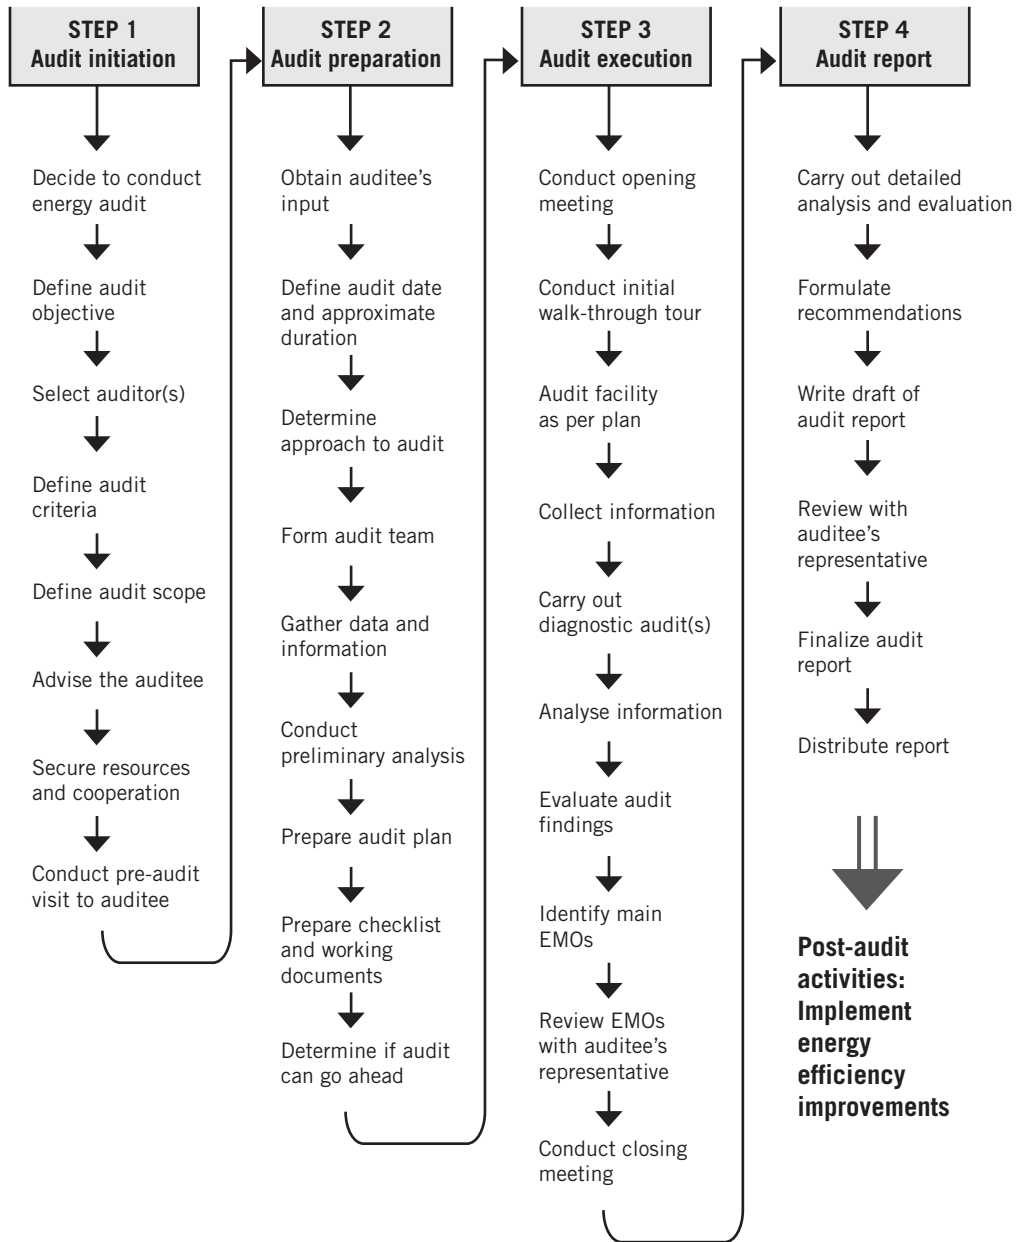 STEP 1
Audit initiation
Decide to conduct
energy audit
Define audit
objective
Select auditor(s)
Define audit
criteria
Define audit scope
Advise the auditee
Secure resources
and cooperation
Conduct pre-audit
visit to auditee
STEP 2
Audit preparation
Obtain auditee's
input
Define audit date
and approximate
duration
Determine
approach to audit
Form audit team
Gather data and
information
Conduct
preliminary analysis
Prepare audit plan
Prepare checklist
and working
documents
Determine if audit
can go ahead
STEP 3
Audit execution
Conduct opening
meeting
Conduct initial
walk-through tour
Audit facility
as per plan
Collect information
Carry out
diagnostic audit(s)
Analyse information
Evaluate audit
findings
Identify main
EMOs
Review EMOs
with auditee's
representative
Conduct closing
meeting
STEP 4
Audit report
Carry out detailed
analysis and evaluation
Formulate
recommendations
Write draft of
audit report
Review with
auditee's
representative
Finalize audit
report
Distribute report
Post-audit
activities:
Implement
energy
efficiency
improvements